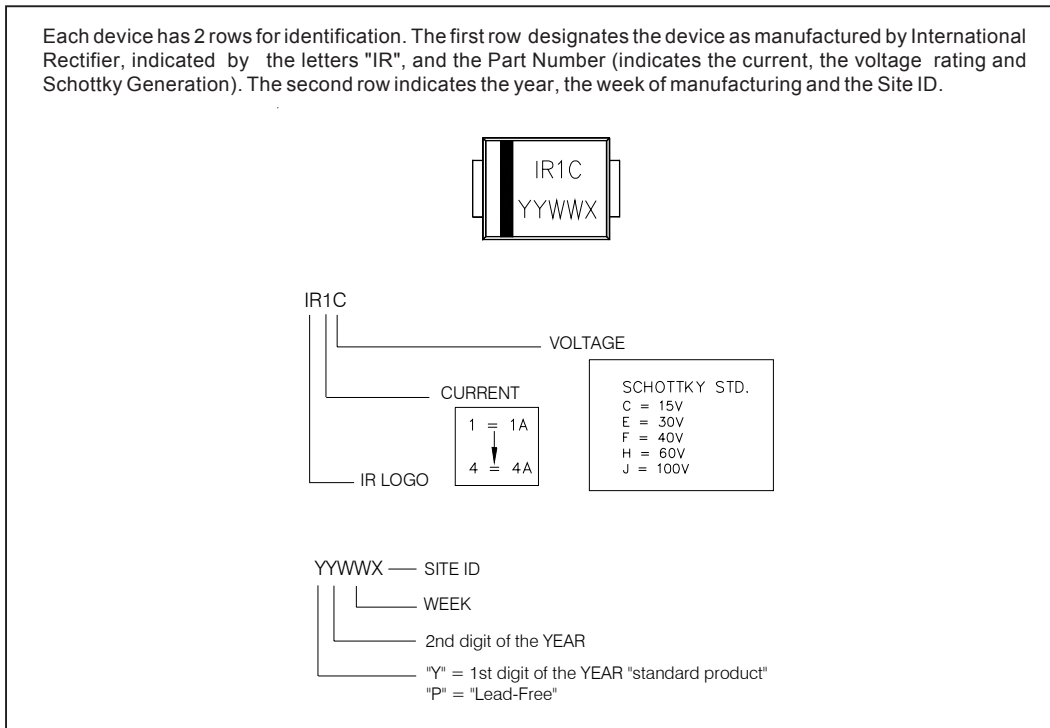 Each device has 2 rows for identification. The first row designates the device as manufactured by International
Rectifier, indicated by the letters "IR", and the Part Number (indicates the current, the voltage rating and
Schottky Generation). The second row indicates the year, the week of manufacturing and the Site ID.
IR1C
YYWWX
IR1C
VOLTAGE
CURRENT
1 = 1A
4 = 4A
IR LOGO
SCHOTTKY STD.
C = 15V
E = 30V
F = 40V
H = 60V
J = 100V
YYWWX
SITE ID
WEEK
2nd digit of the YEAR
"Y" = 1st digit of the YEAR "standard product"
"P" = "Lead-Free"